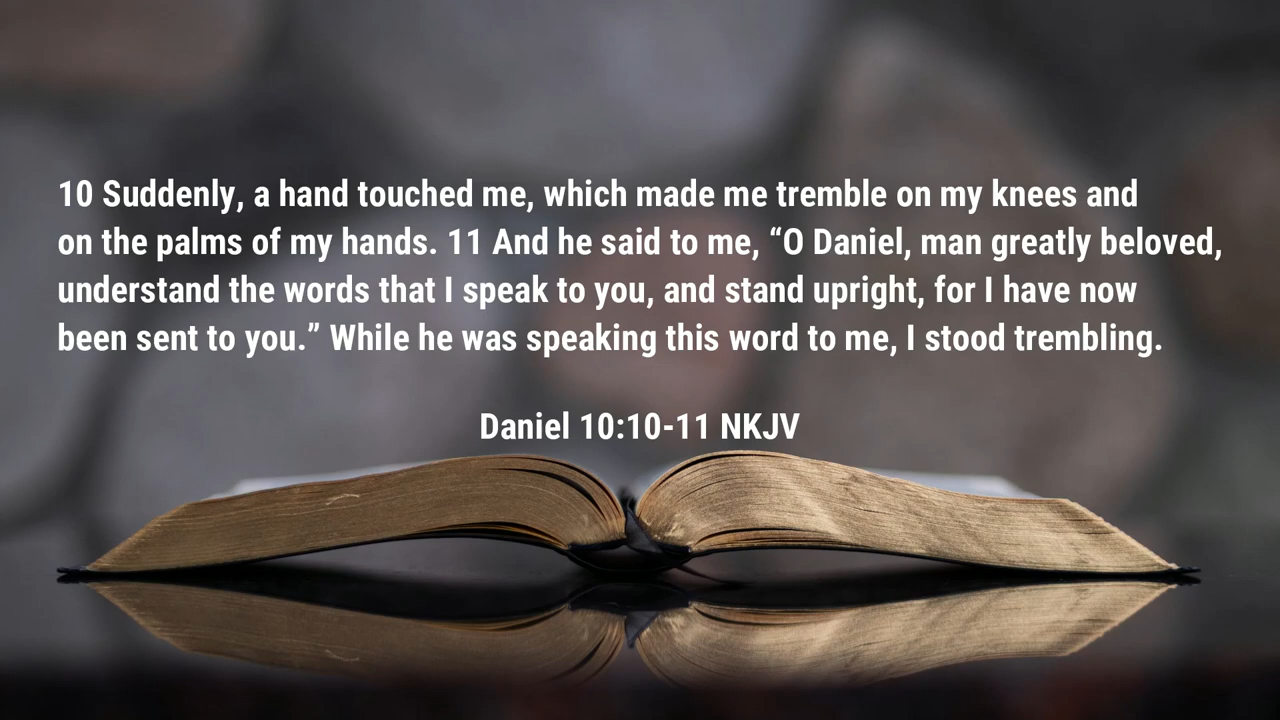 10 Suddenly, a hand touched me, which made me tremble on my knees and
on the palms of my hands. 11 And he said to me, “O Daniel, man greatly beloved,
understand the words that I speak to you, and stand upright, for I have now
been sent to you.” While he was speaking this word to me, I stood trembling.
Daniel 10:10-11 NKJV